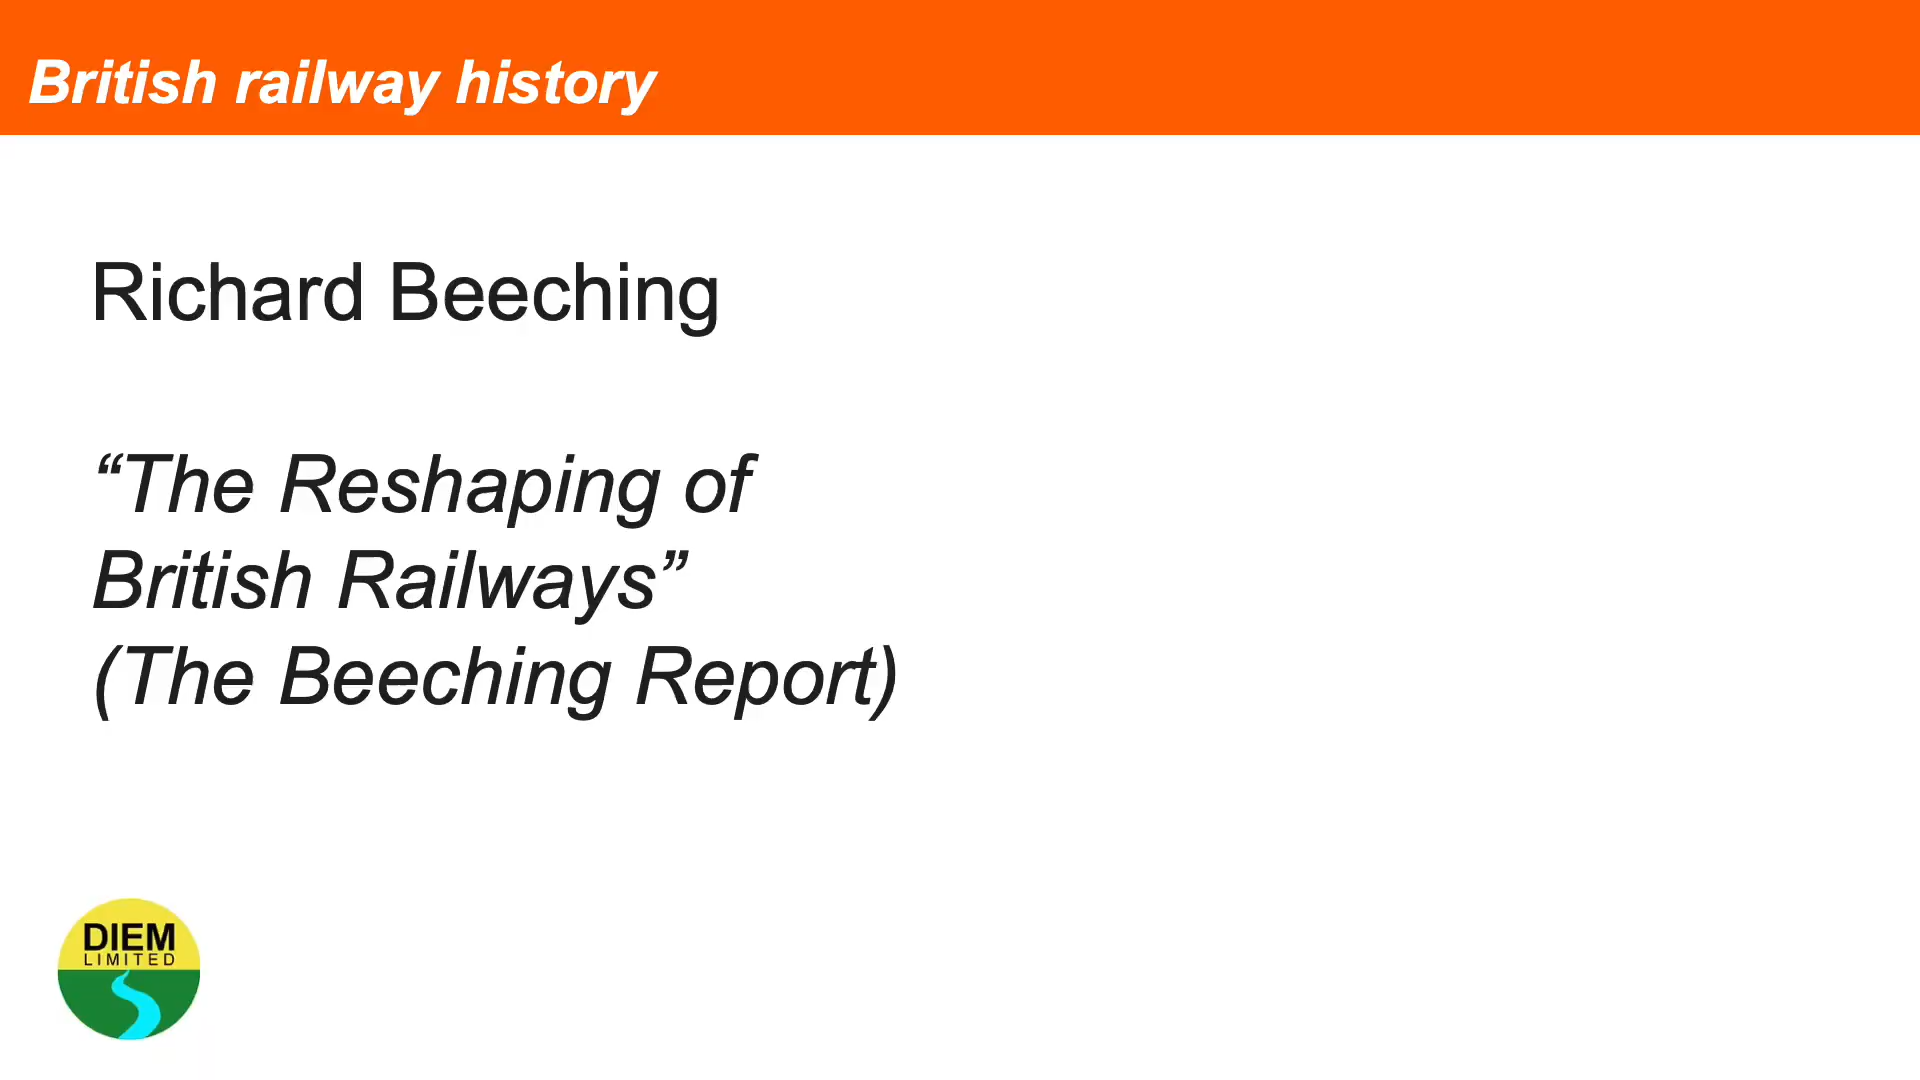 British railway history
Richard Beeching
“The Reshaping of
British Railways”
(The Beeching Report)
DIEM
LIMITED